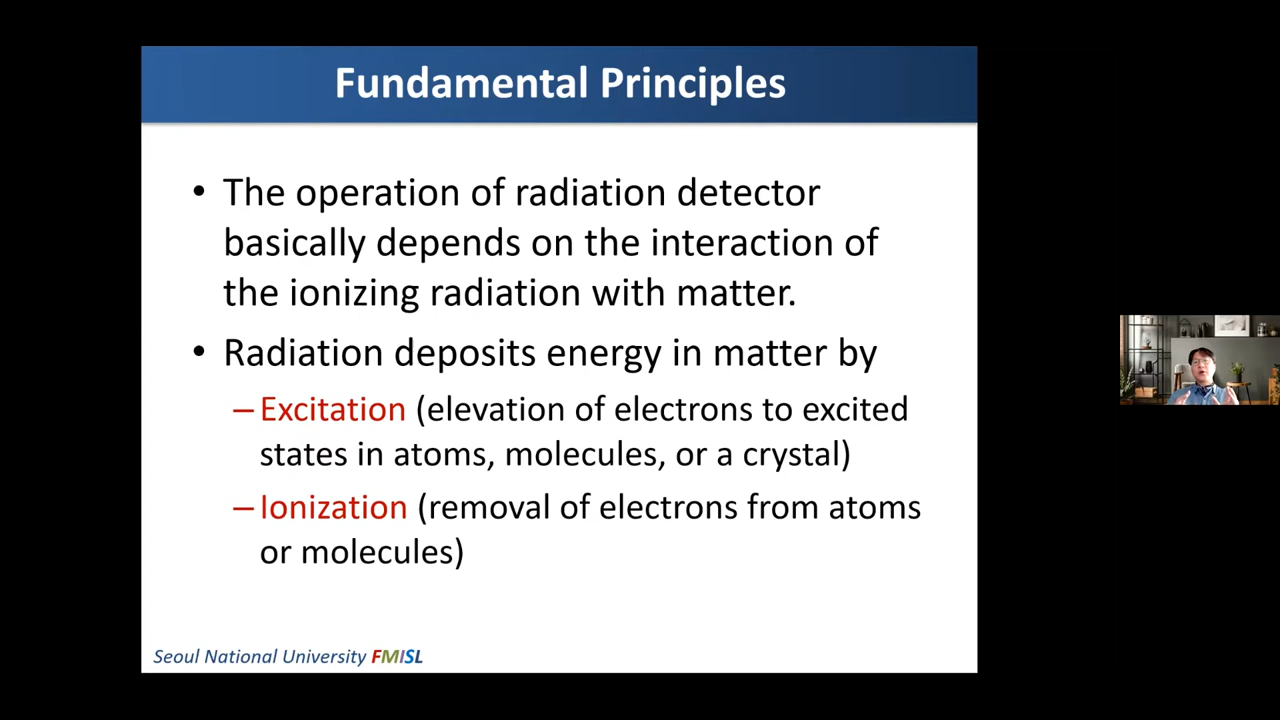 Fundamental Principles
• The operation of radiation detector
basically depends on the interaction of
the ionizing radiation with matter.
• Radiation deposits energy in matter by
–Excitation (elevation of electrons to excited
states in atoms, molecules, or a crystal)
–Ionization (removal of electrons from atoms
or molecules)
Seoul National University FMISL